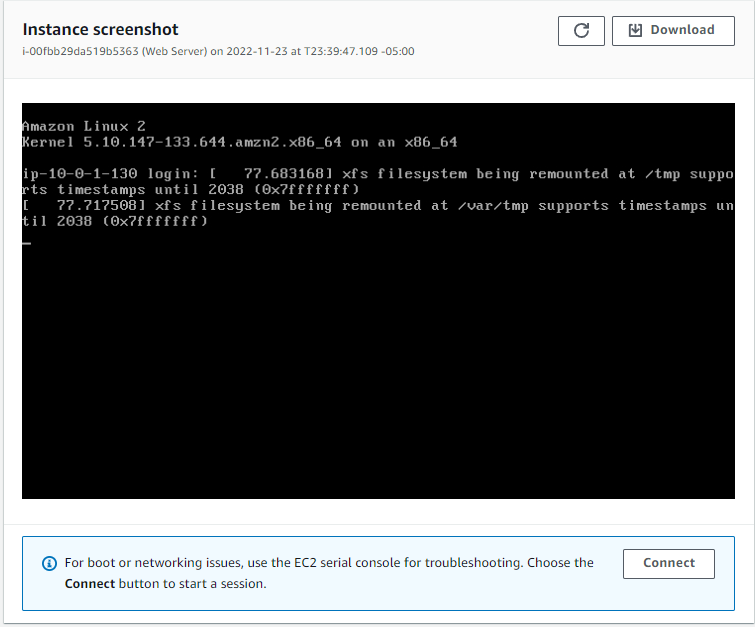 Instance screenshot
i-00fbb29da519b5363 (Web Server) on 2022-11-23 at T23:39:47.109 -05:00
Download
Amazon Linux 2
Kernel 5.10.147-133.644.amzn2.x86_64 on an x86_64
ip-10-0-1-130 login: [   77.683168] xfs filesystem being remounted at /tmp suppo
rts timestamps until 2038 (0x7fffffff)
[   77.717508] xfs filesystem being remounted at /var/tmp supports timestamps un
til 2038 (0x7fffffff)
For boot or networking issues, use the EC2 serial console for troubleshooting. Choose the
Connect button to start a session.
Connect